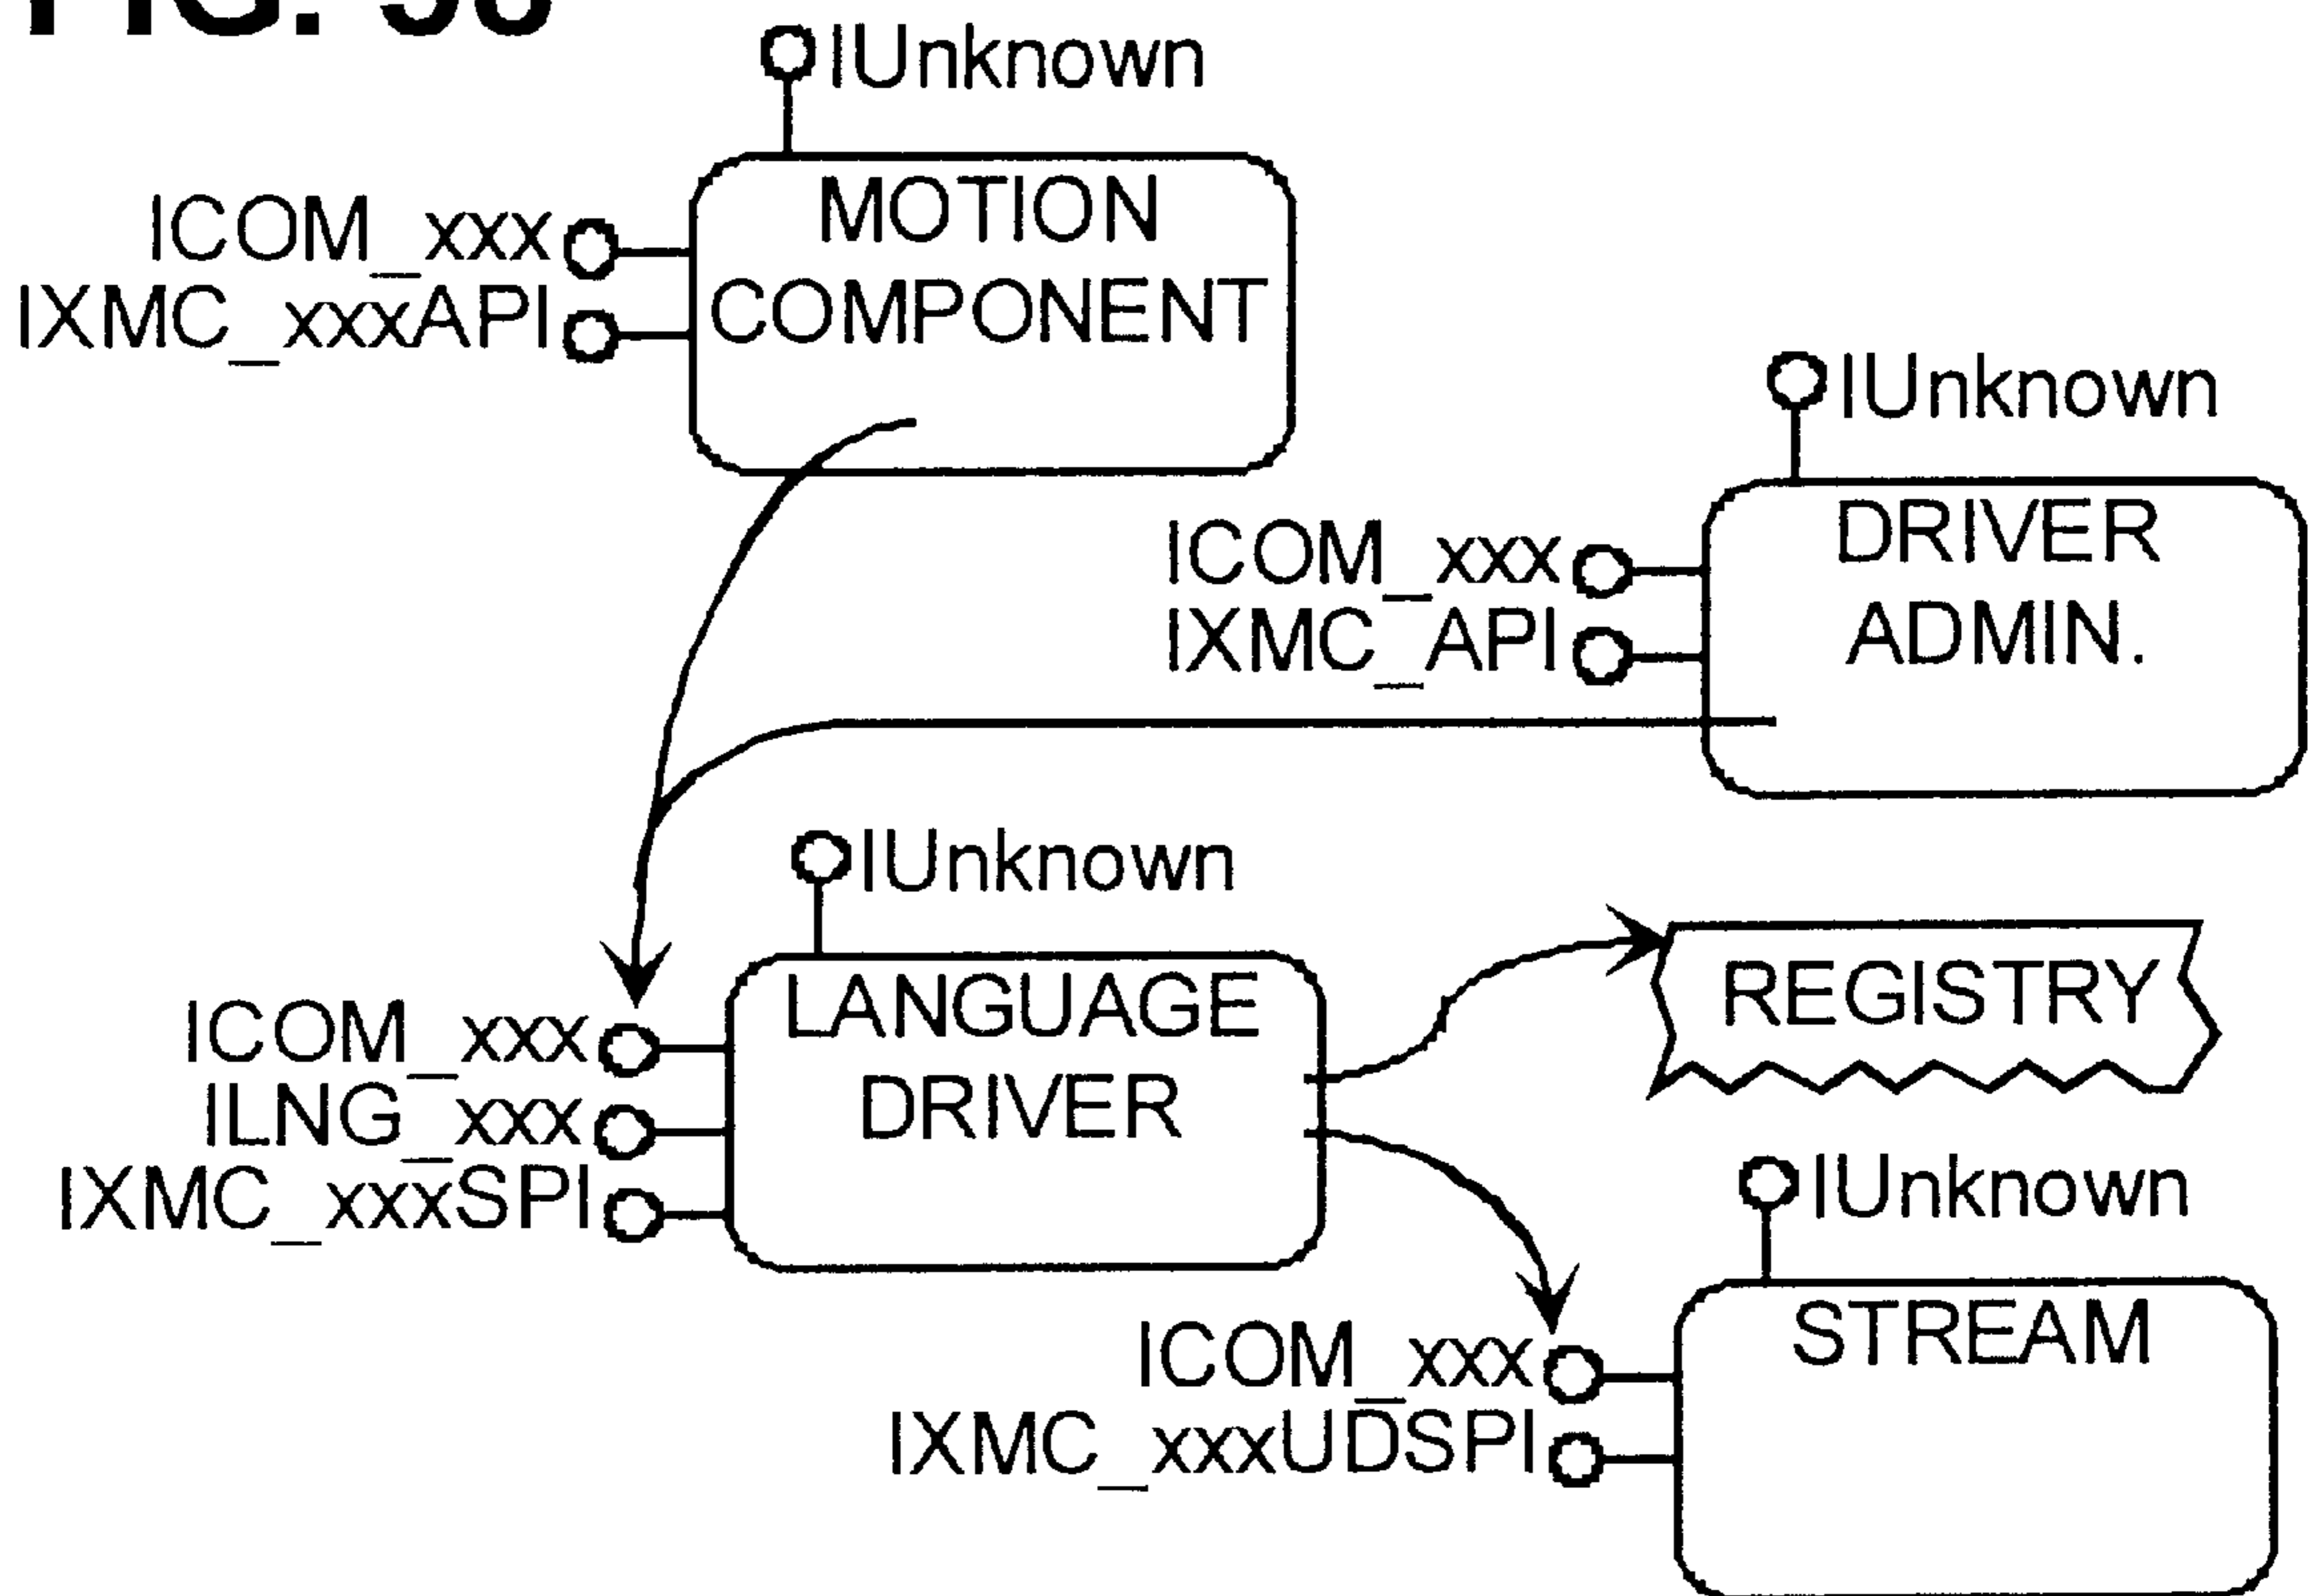 IUnknown
MOTION
COMPONENT
ICOM_xxx
IXMC_xxxAPI
IUnknown
DRIVER
ADMIN.
ICOM_xxx
IXMC_API
IUnknown
LANGUAGE
DRIVER
ICOM_xxx
ILNG_xxx
IXMC_xxxSPI
REGISTRY
IUnknown
STREAM
ICOM_xxx
IXMC_xxxUDSPI